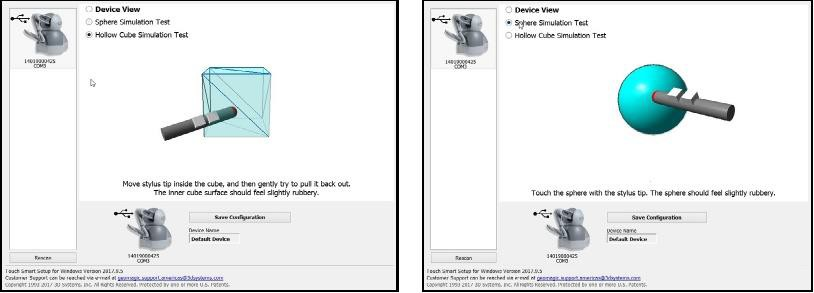 Device View
Sphere Simulation Test
Hollow Cube Simulation Test
14019000425
COM3
Move stylus tip inside the cube, and then gently try to pull it back out.
The inner cube surface should feel slightly rubbery.
Save Configuration
Device Name
Default Device
14019000425
COM3
Rescan
Touch Smart Setup for Windows Version 2017.9.5
Customer Support can be reached via e-mail at geomagic.support.americas@3dsystems.com
Copyright 1993-2017 3D Systems, Inc. All Rights Reserved. Protected by one or more U.S. Patents.
Device View
Sphere Simulation Test
Hollow Cube Simulation Test
14019000425
COM3
Touch the sphere with the stylus tip. The sphere should feel slightly rubbery.
Save Configuration
Device Name
Default Device
14019000425
COM3
Rescan
Touch Smart Setup for Windows Version 2017.9.5
Customer Support can be reached via e-mail at geomagic.support.americas@3dsystems.com
Copyright 1993-2017 3D Systems, Inc. All Rights Reserved. Protected by one or more U.S. Patents.